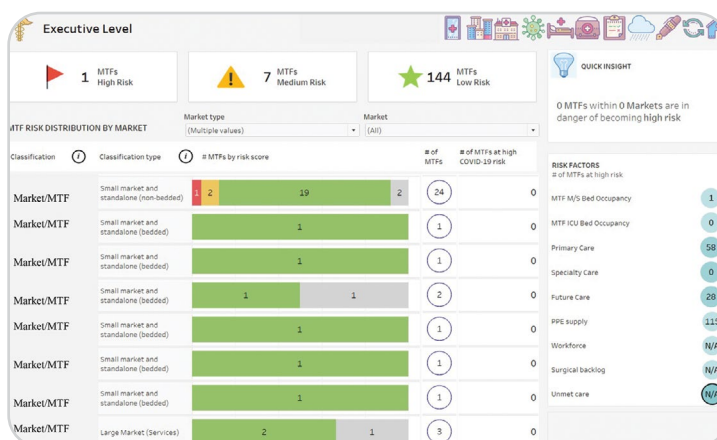 Executive Level
1 MTFs High Risk
7 MTFs Medium Risk
144 MTFs Low Risk
QUICK INSIGHT
0 MTFs within 0 Markets are in
danger of becoming high risk
Market type
(Multiple values)
Market
(All)
MTF RISK DISTRIBUTION BY MARKET
Classification i
Classification type i
# MTFs by risk score
# of MTFs
# of MTFs at high COVID-19 risk
Market/MTF
Small market and
standalone (non-bedded)
1 2 19 2
24
0
Market/MTF
Small market and
standalone (bedded)
1
1
0
Market/MTF
Small market and
standalone (bedded)
1
1
0
Market/MTF
Small market and
standalone (bedded)
1 1
2
0
Market/MTF
Small market and
standalone (bedded)
1
1
0
Market/MTF
Small market and
standalone (bedded)
1
1
0
Market/MTF
Small market and
standalone (bedded)
1
1
0
Market/MTF
Large Market (Services)
2 1
3
0
RISK FACTORS
# of MTFs at high risk
MTF M/S Bed Occupancy 1
MTF ICU Bed Occupancy 0
Primary Care 58
Specialty Care 0
Future Care 28
PPE supply 115
Workforce N/A
Surgical backlog N/A
Unmet care N/A